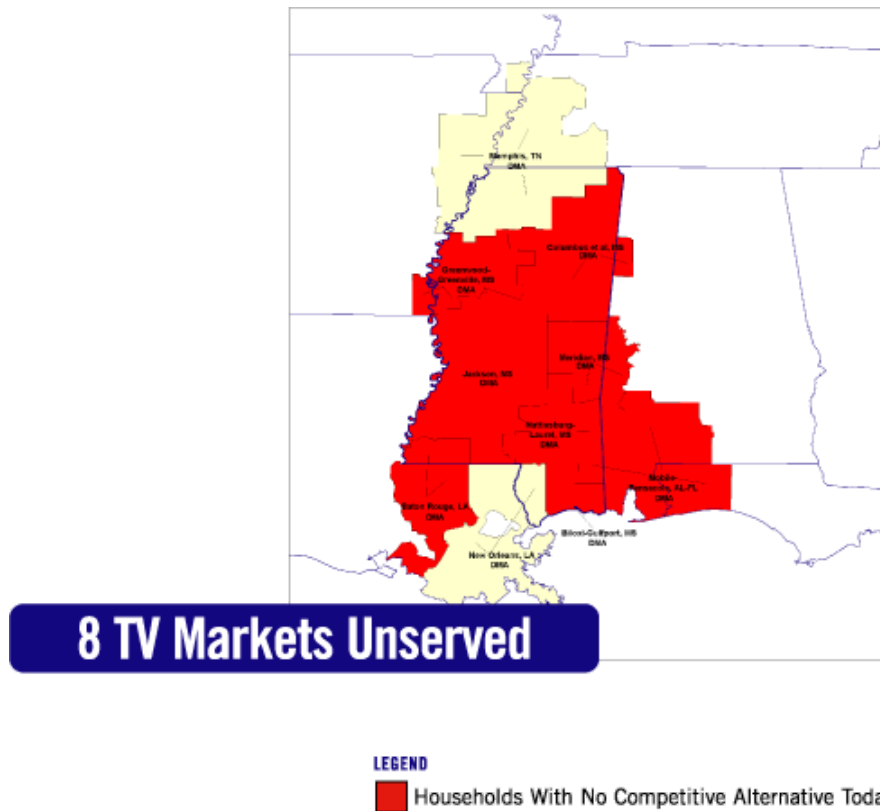 Memphis, TN
DMA
Columbus et al, MS
DMA
Greenwood-
Greenville, MS
DMA
Meridian, MS
DMA
Jackson, MS
DMA
Hattiesburg-
Laurel, MS
DMA
Mobile-
Pensacola, AL-FL
DMA
Baton Rouge, LA
DMA
Biloxi-Gulfport, MS
DMA
New Orleans, LA
DMA
8 TV Markets Unserved
LEGEND
Households With No Competitive Alternative Toda